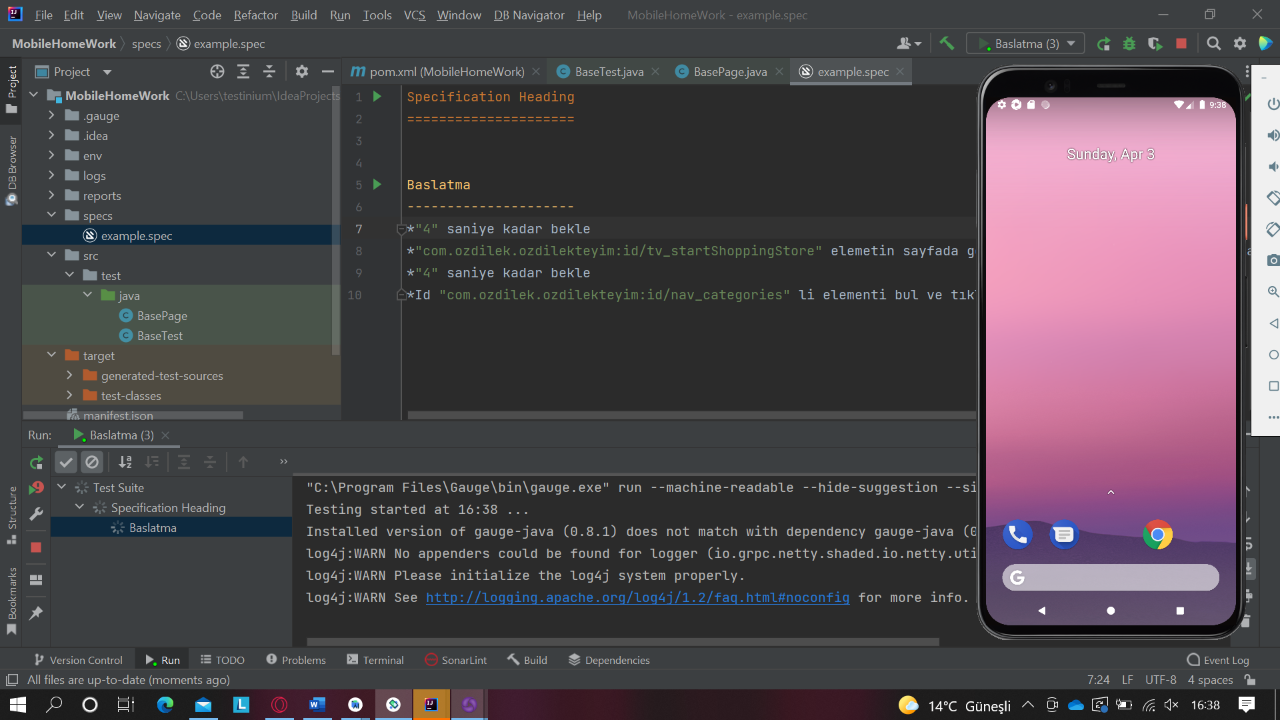 File Edit View Navigate Code Refactor Build Run Tools VCS Window DB Navigator Help MobileHomeWork - example.spec
MobileHomeWork specs example.spec Baslatma (3)
Project
pom.xml (MobileHomeWork) BaseTest.java BasePage.java example.spec
MobileHomeWork C:\Users\testinium\IdeaProjects
.gauge
.idea
env
logs
reports
specs
example.spec
src
test
java
BasePage
BaseTest
target
generated-test-sources
test-classes
manifest.json
Project
DB Browser
Structure
Bookmarks
1 Specification Heading
2 =====================
3
4
5 Baslatma
6 ---------------------
7 *"4" saniye kadar bekle
8 *"com.ozdilek.ozdilekteyim:id/tv_startShoppingStore" elemetin sayfada
9 *"4" saniye kadar bekle
10 *Id "com.ozdilek.ozdilekteyim:id/nav_categories" li elementi bul ve
9:38
Sunday, Apr 3
G
Run: Baslatma (3)
Test Suite
Specification Heading
Baslatma
"C:\Program Files\Gauge\bin\gauge.exe" run --machine-readable --hide-suggestion
Testing started at 16:38 ...
Installed version of gauge-java (0.8.1) does not match with dependency gauge-java
log4j:WARN No appenders could be found for logger (io.grpc.netty.shaded.io.netty.
log4j:WARN Please initialize the log4j system properly.
log4j:WARN See http://logging.apache.org/log4j/1.2/faq.html#noconfig for more info.
Version Control Run TODO Problems Terminal SonarLint Build Dependencies Event Log
All files are up-to-date (moments ago) 7:24 LF UTF-8 4 spaces
14°C Güneşli 16:38